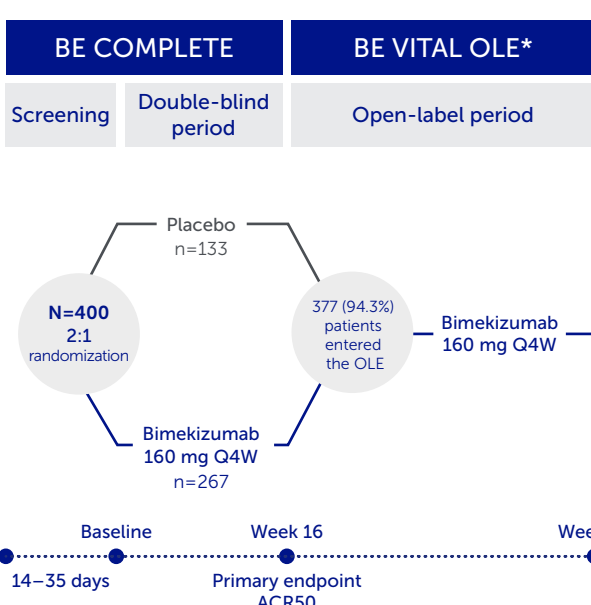 BE COMPLETE
BE VITAL OLE*
Screening
Double-blind
period
Open-label period
Placebo
n=133
N=400
2:1
randomization
377 (94.3%)
patients
entered
the OLE
Bimekizumab
160 mg Q4W
Bimekizumab
160 mg Q4W
n=267
Baseline
Week 16
14–35 days
Primary endpoint
ACR50